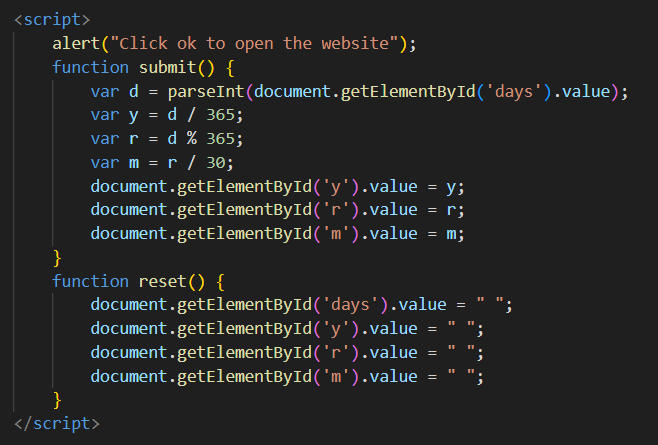 <script>
alert("Click ok to open the website");
function submit() {
var d = parseInt(document.getElementById('days').value);
var y = d / 365;
var r = d % 365;
var m = r / 30;
document.getElementById('y').value = y;
document.getElementById('r').value = r;
document.getElementById('m').value = m;
}
function reset() {
document.getElementById('days').value = " ";
document.getElementById('y').value = " ";
document.getElementById('r').value = " ";
document.getElementById('m').value = " ";
}
</script>